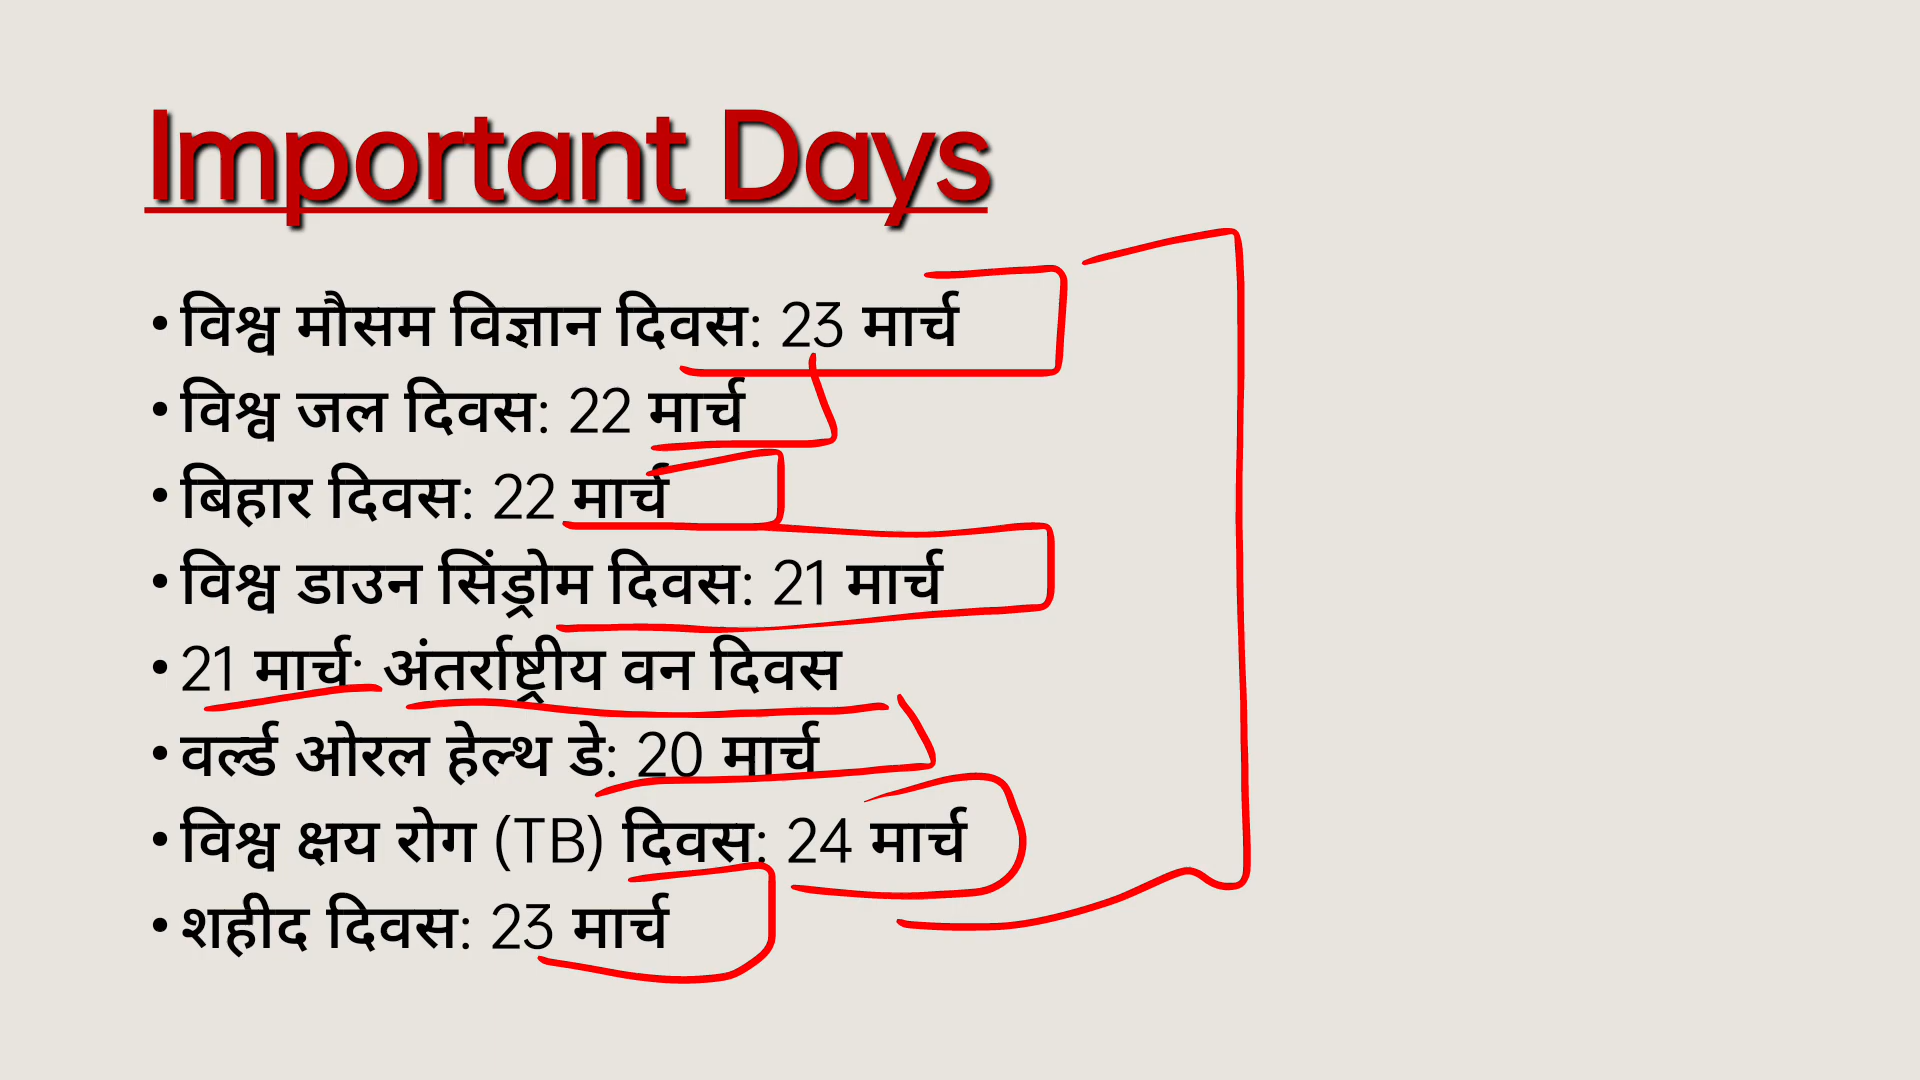 Important Days
• विश्व मौसम विज्ञान दिवस: 23 मार्च
• विश्व जल दिवस: 22 मार्च
• बिहार दिवस: 22 मार्च
• विश्व डाउन सिंड्रोम दिवस: 21 मार्च
• 21 मार्च: अंतर्राष्ट्रीय वन दिवस
• वर्ल्ड ओरल हेल्थ डे: 20 मार्च
• विश्व क्षय रोग (TB) दिवस: 24 मार्च
• शहीद दिवस: 23 मार्च